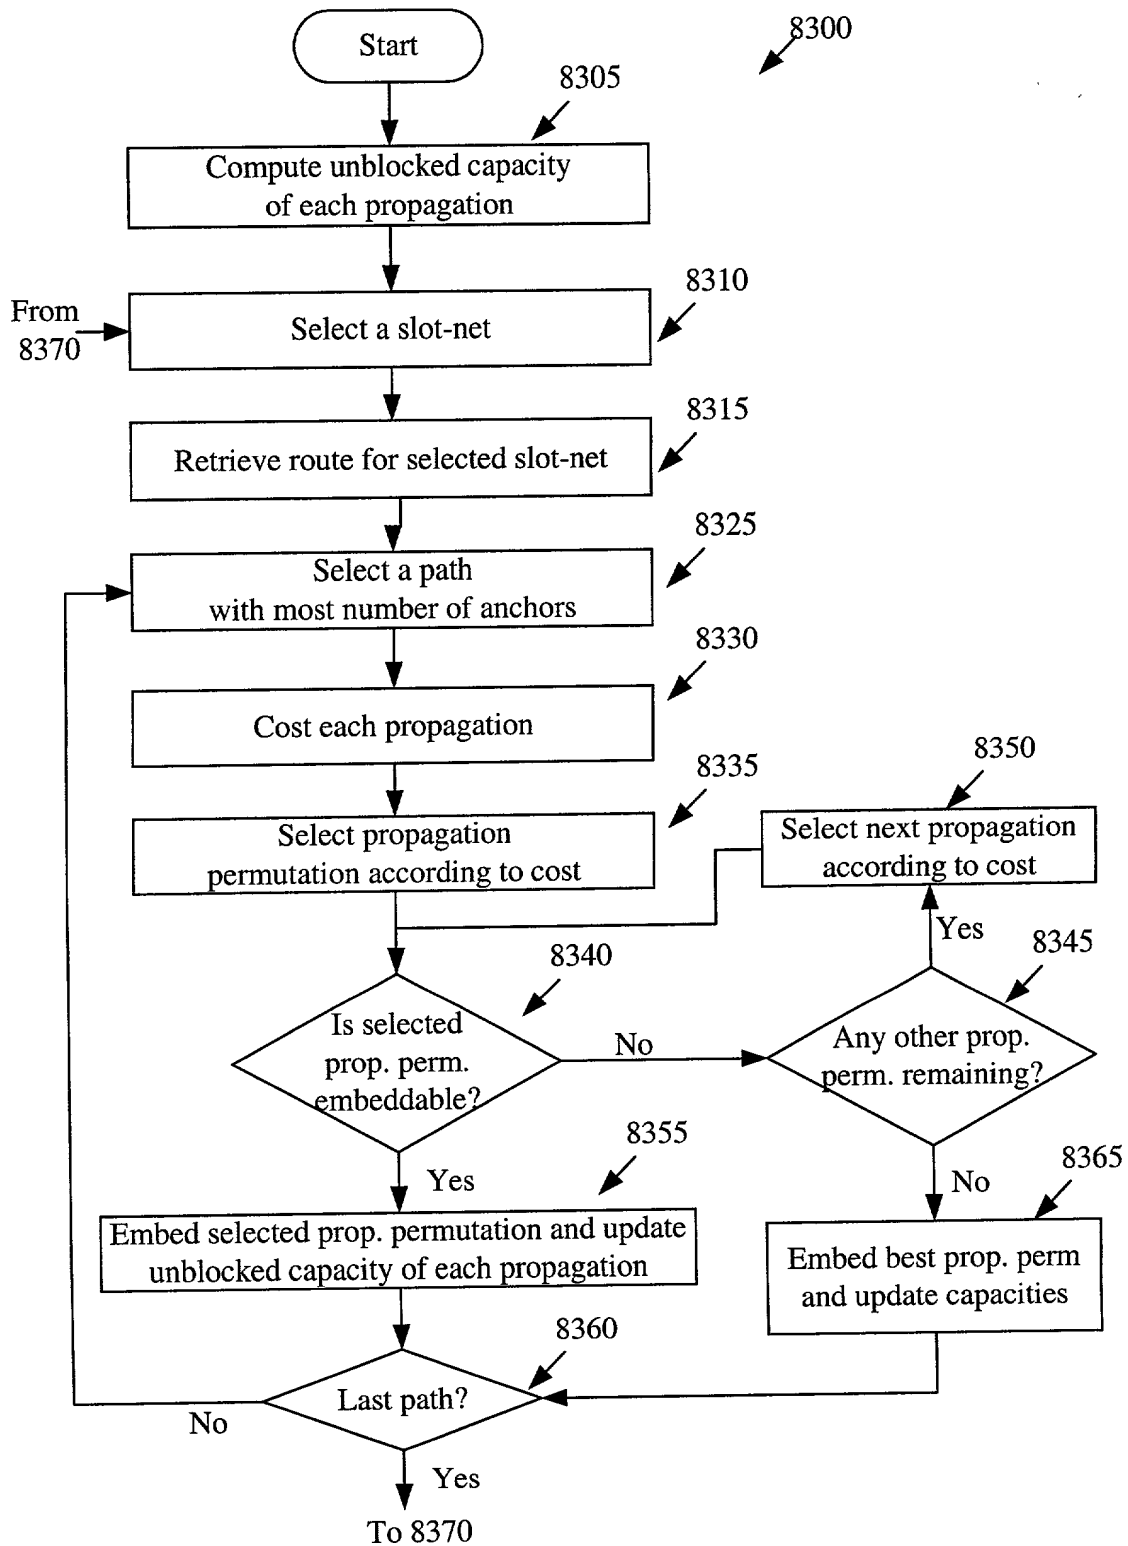 Start
8300
8305
Compute unblocked capacity
of each propagation
8310
From
8370
Select a slot-net
8315
Retrieve route for selected slot-net
8325
Select a path
with most number of anchors
8330
Cost each propagation
8335
Select propagation
permutation according to cost
8350
Select next propagation
according to cost
Yes
8340
8345
Is selected
prop. perm.
embeddable?
No
Any other prop.
perm. remaining?
8355
Yes
8365
No
Embed selected prop. permutation and update
unblocked capacity of each propagation
Embed best prop. perm
and update capacities
8360
Last path?
No
Yes
To 8370